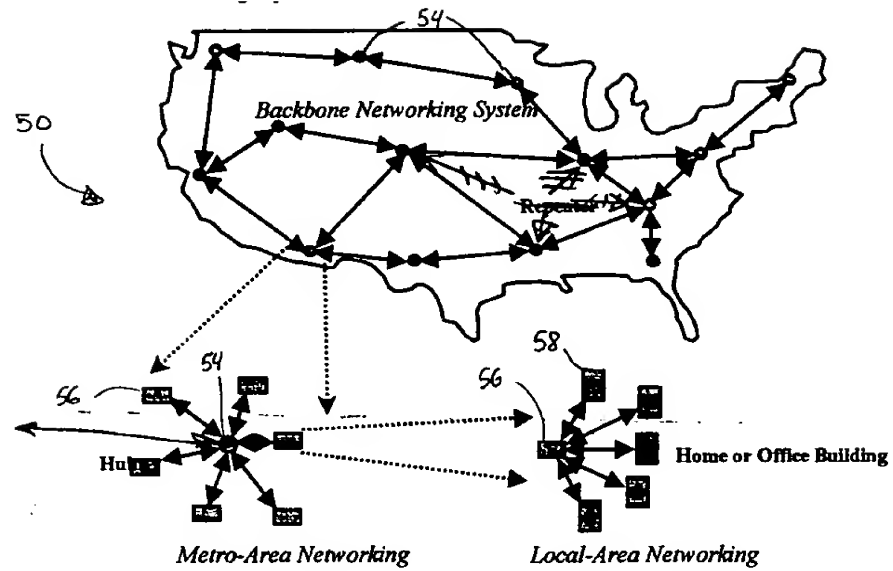 54
Backbone Networking System
50
Repeater
58
54
56
56
Hub
Home or Office Building
Metro-Area Networking
Local-Area Networking